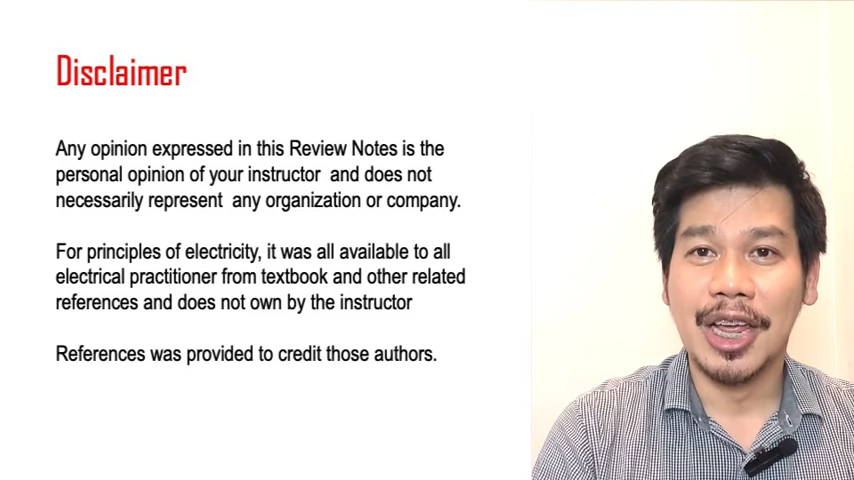 Disclaimer
Any opinion expressed in this Review Notes is the
personal opinion of your instructor and does not
necessarily represent any organization or company.
For principles of electricity, it was all available to all
electrical practitioner from textbook and other related
references and does not own by the instructor
References was provided to credit those authors.